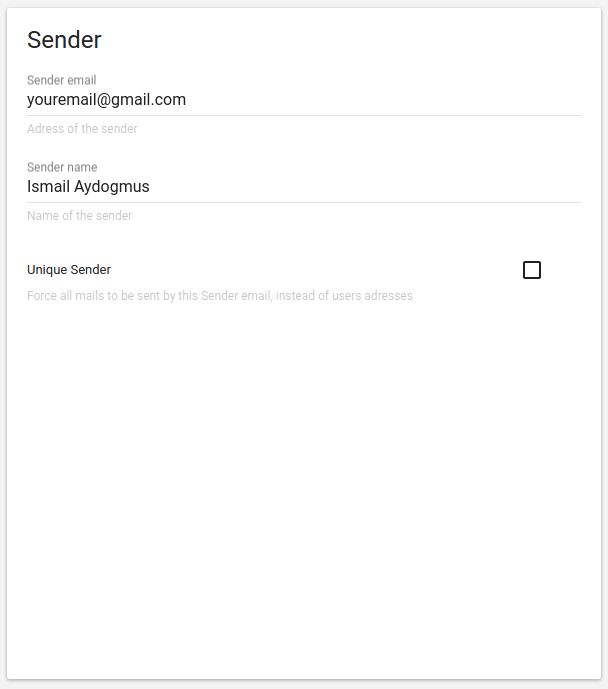 Sender
Sender email
youremail@gmail.com
Adress of the sender
Sender name
Ismail Aydogmus
Name of the sender
Unique Sender
Force all mails to be sent by this Sender email, instead of users adresses